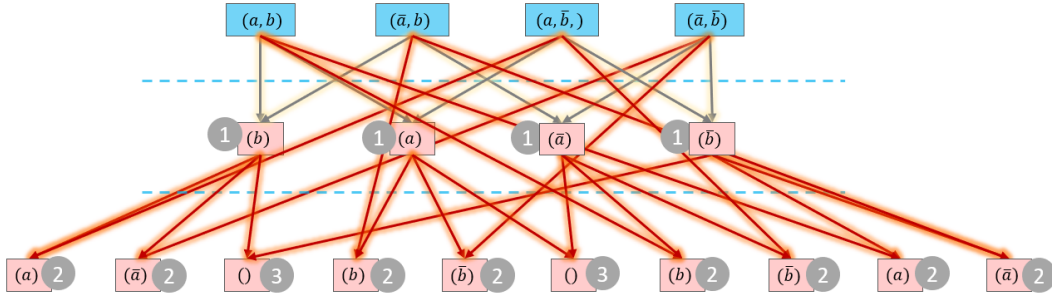 (a, b) (ā, b) (a, b̄,) (ā, b̄)
1 (b) 1 (a) 1 (ā) 1 (b̄)
(a) 2 (ā) 2 () 3 (b) 2 (b̄) 2 () 3 (b) 2 (b̄) 2 (a) 2 (ā) 2